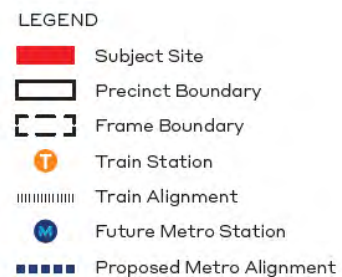 LEGEND
Subject Site
Precinct Boundary
Frame Boundary
T Train Station
Train Alignment
M Future Metro Station
Proposed Metro Alignment